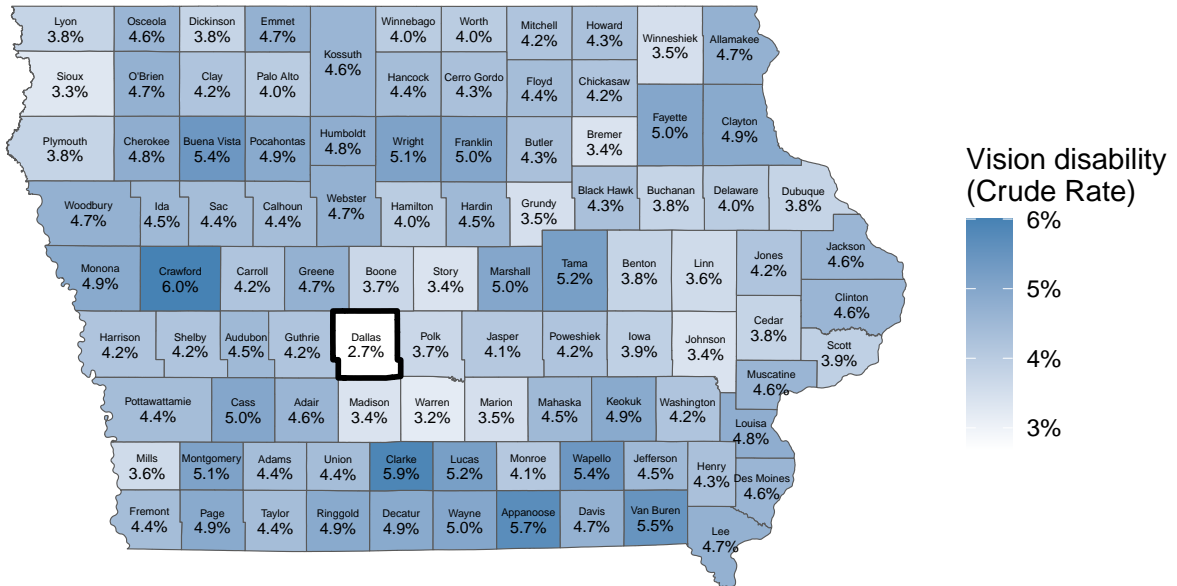 Lyon
3.8%
Osceola
4.6%
Dickinson
3.8%
Emmet
4.7%
Kossuth
4.6%
Winnebago
4.0%
Worth
4.0%
Mitchell
4.2%
Howard
4.3%
Winneshiek
3.5%
Allamakee
4.7%
Sioux
3.3%
O'Brien
4.7%
Clay
4.2%
Palo Alto
4.0%
Hancock
4.4%
Cerro Gordo
4.3%
Floyd
4.4%
Chickasaw
4.2%
Fayette
5.0%
Clayton
4.9%
Plymouth
3.8%
Cherokee
4.8%
Buena Vista
5.4%
Pocahontas
4.9%
Humboldt
4.8%
Wright
5.1%
Franklin
5.0%
Butler
4.3%
Bremer
3.4%
Woodbury
4.7%
Ida
4.5%
Sac
4.4%
Calhoun
4.4%
Webster
4.7%
Hamilton
4.0%
Hardin
4.5%
Grundy
3.5%
Black Hawk
4.3%
Buchanan
3.8%
Delaware
4.0%
Dubuque
3.8%
Monona
4.9%
Crawford
6.0%
Carroll
4.2%
Greene
4.7%
Boone
3.7%
Story
3.4%
Marshall
5.0%
Tama
5.2%
Benton
3.8%
Linn
3.6%
Jones
4.2%
Jackson
4.6%
Clinton
4.6%
Harrison
4.2%
Shelby
4.2%
Audubon
4.5%
Guthrie
4.2%
Dallas
2.7%
Polk
3.7%
Jasper
4.1%
Poweshiek
4.2%
Iowa
3.9%
Johnson
3.4%
Cedar
3.8%
Scott
3.9%
Muscatine
4.6%
Pottawattamie
4.4%
Cass
5.0%
Adair
4.6%
Madison
3.4%
Warren
3.2%
Marion
3.5%
Mahaska
4.5%
Keokuk
4.9%
Washington
4.2%
Louisa
4.8%
Mills
3.6%
Montgomery
5.1%
Adams
4.4%
Union
4.4%
Clarke
5.9%
Lucas
5.2%
Monroe
4.1%
Wapello
5.4%
Jefferson
4.5%
Henry
4.3%
Des Moines
4.6%
Fremont
4.4%
Page
4.9%
Taylor
4.4%
Ringgold
4.9%
Decatur
4.9%
Wayne
5.0%
Appanoose
5.7%
Davis
4.7%
Van Buren
5.5%
Lee
4.7%
Vision disability
(Crude Rate)
6%
5%
4%
3%